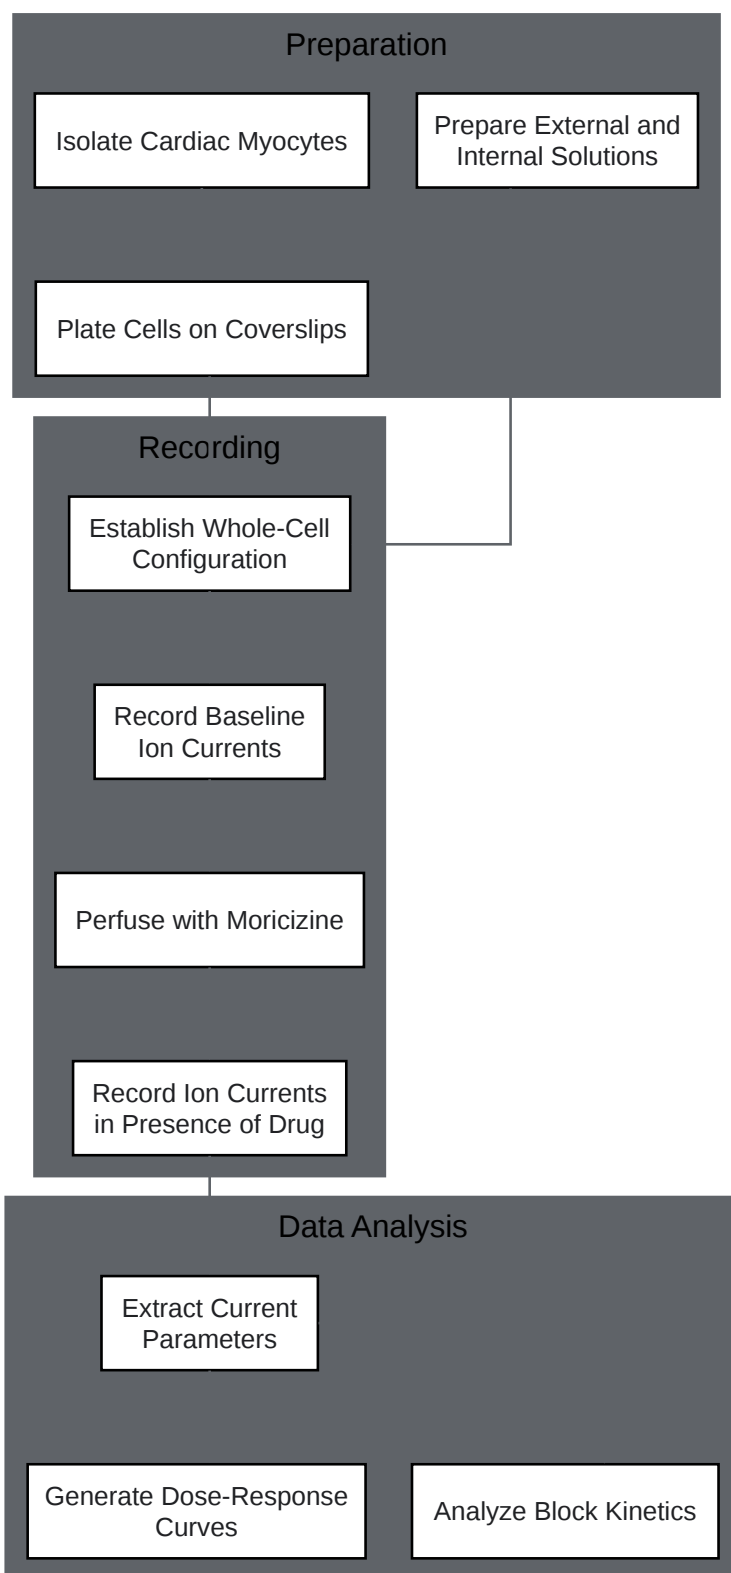 Preparation
Isolate Cardiac Myocytes
Prepare External and
Internal Solutions
Plate Cells on Coverslips
Recording
Establish Whole-Cell
Configuration
Record Baseline
Ion Currents
Perfuse with Moricizine
Record Ion Currents
in Presence of Drug
Data Analysis
Extract Current
Parameters
Generate Dose-Response
Curves
Analyze Block Kinetics